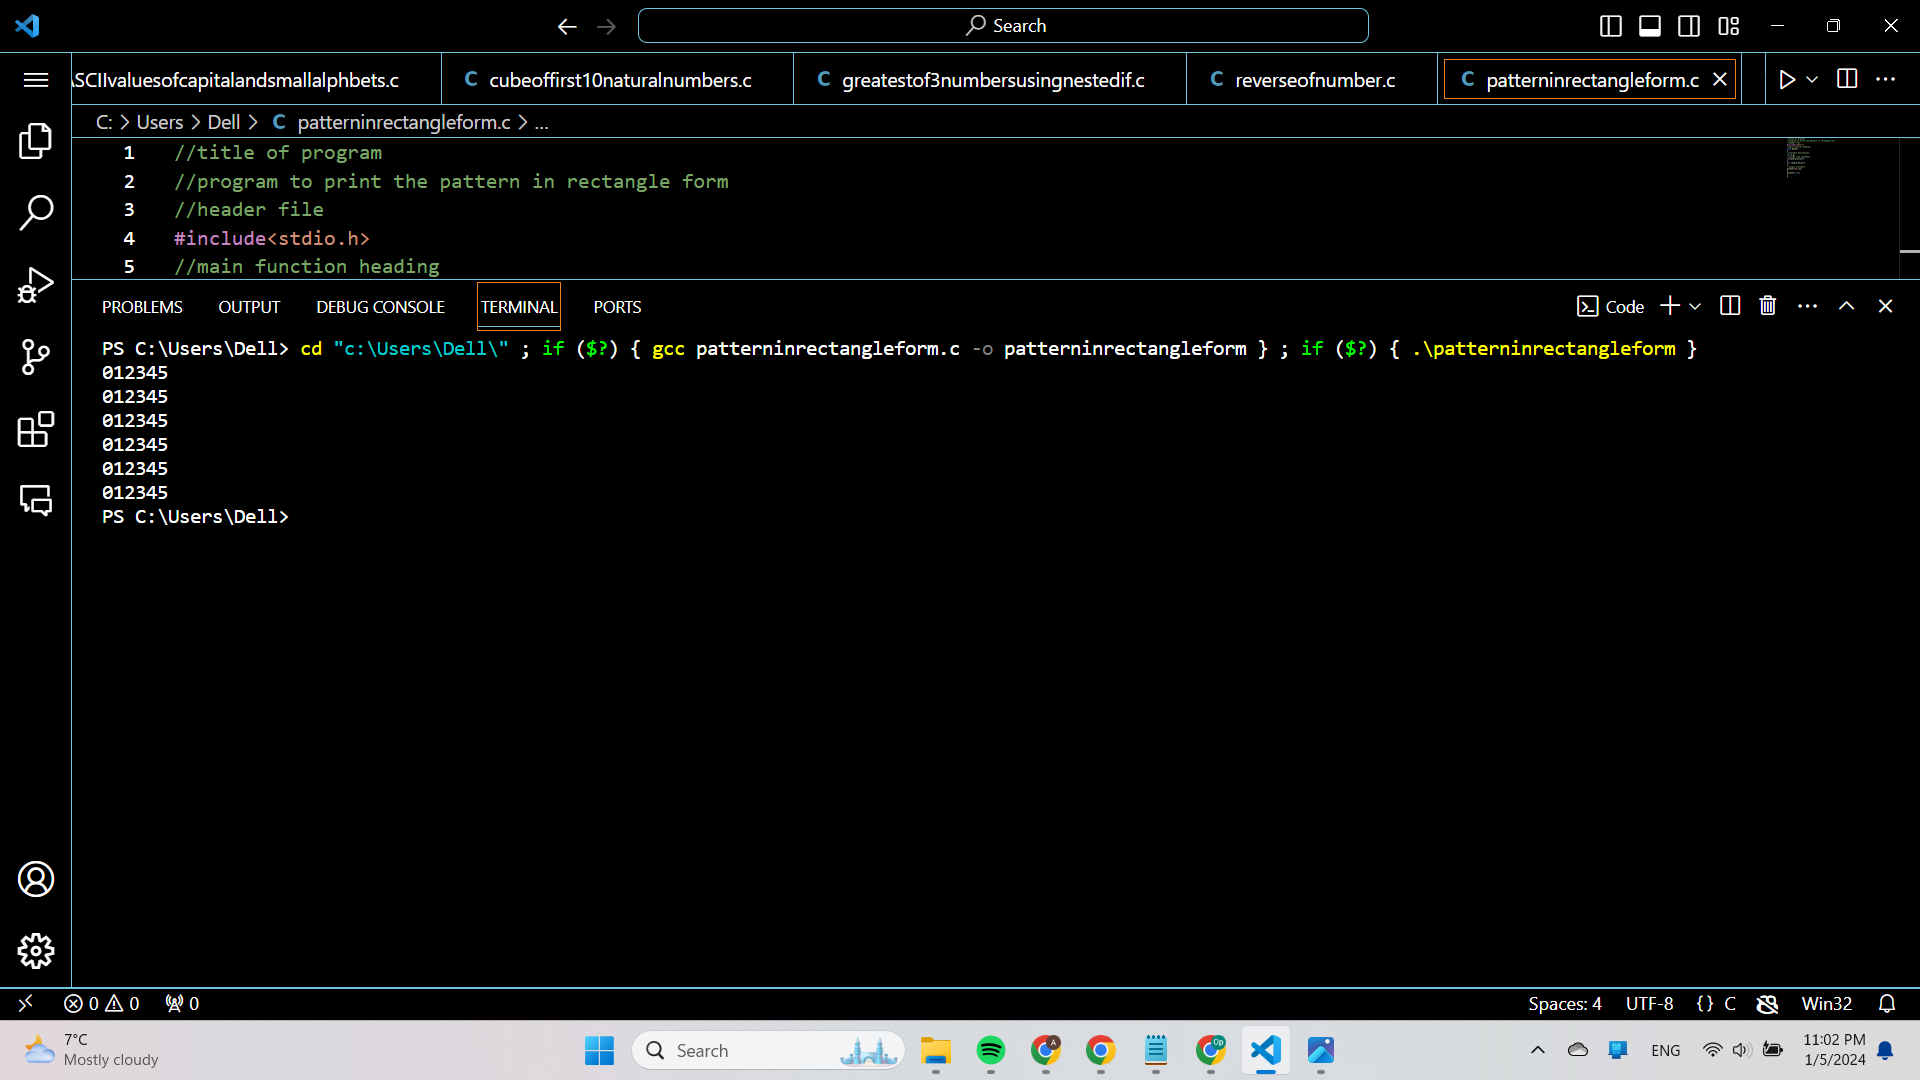 Search
ASCIIvaluesofcapitalandsmallalphbets.c
C cubeoffirst10naturalnumbers.c
C greatestof3numbersusingnestedif.c
C reverseofnumber.c
C patterninrectangleform.c
C: > Users > Dell > C patterninrectangleform.c > ...
1 //title of program
2 //program to print the pattern in rectangle form
3 //header file
4 #include<stdio.h>
5 //main function heading
PROBLEMS OUTPUT DEBUG CONSOLE TERMINAL PORTS
Code
PS C:\Users\Dell> cd "c:\Users\Dell\" ; if ($?) { gcc patterninrectangleform.c -o patterninrectangleform } ; if ($?) { .\patterninrectangleform }
012345
012345
012345
012345
012345
012345
PS C:\Users\Dell>
0 0 0
Spaces: 4 UTF-8 {} C Win32
7°C
Mostly cloudy
Search
A
Op
ENG
11:02 PM
1/5/2024